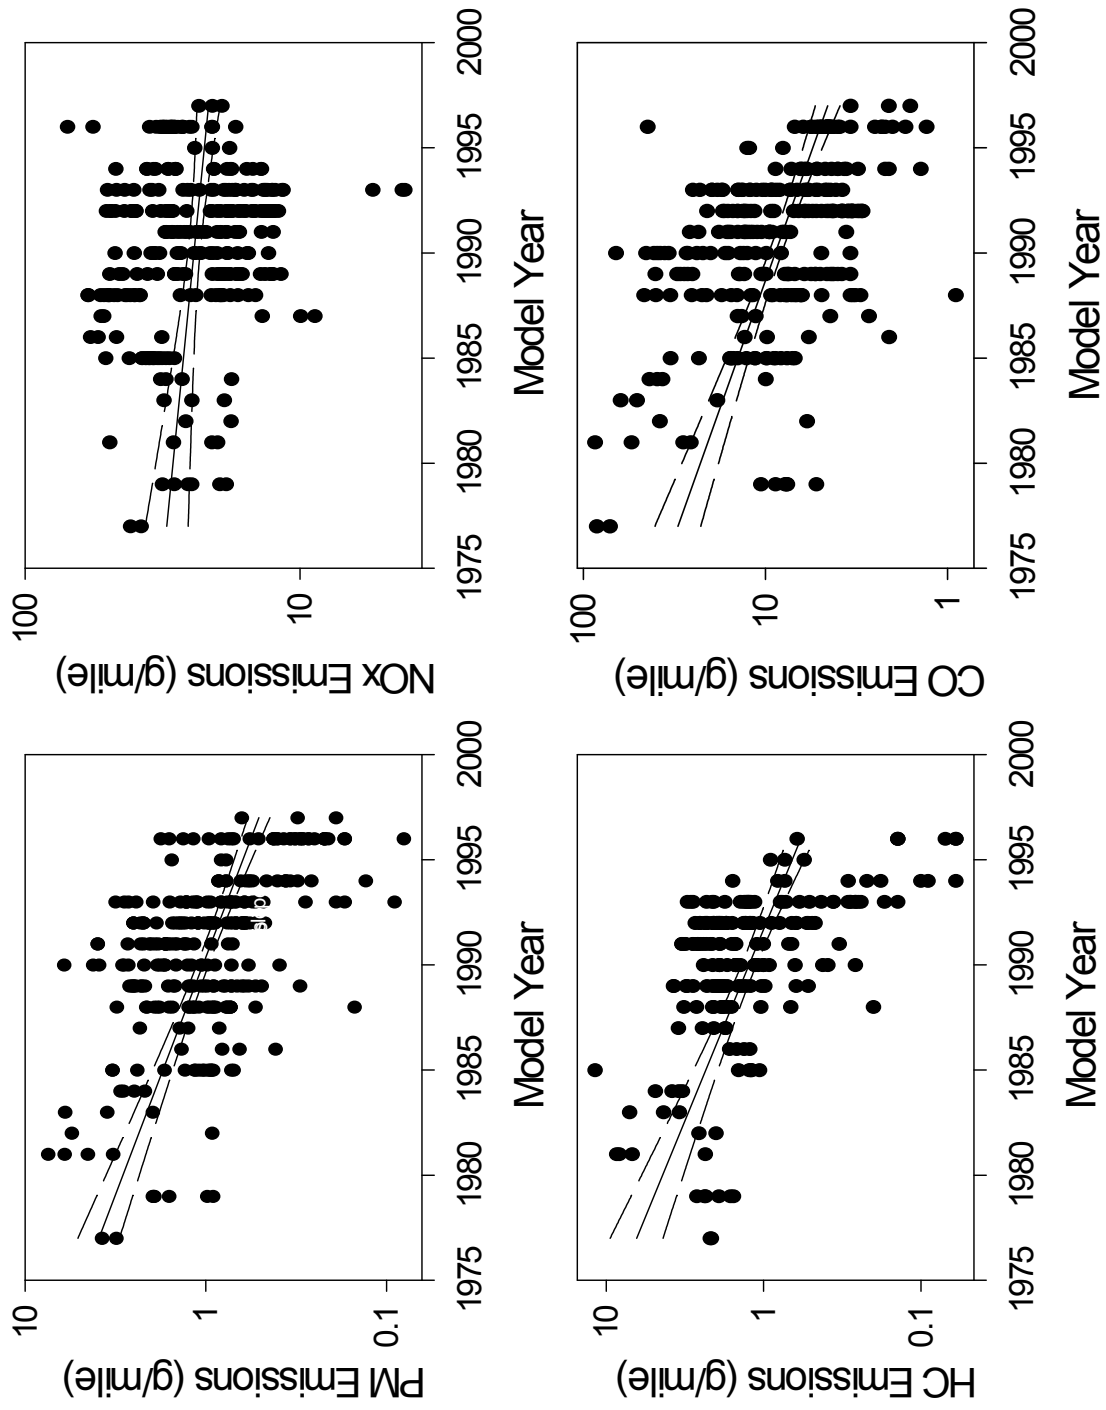 PM Emissions (g/mile)
10
1
0.1
1975 1980 1985 1990 1995 2000
Model Year
NOx Emissions (g/mile)
100
10
1975 1980 1985 1990 1995 2000
Model Year
HC Emissions (g/mile)
10
1
0.1
1975 1980 1985 1990 1995 2000
Model Year
CO Emissions (g/mile)
100
10
1
1975 1980 1985 1990 1995 2000
Model Year